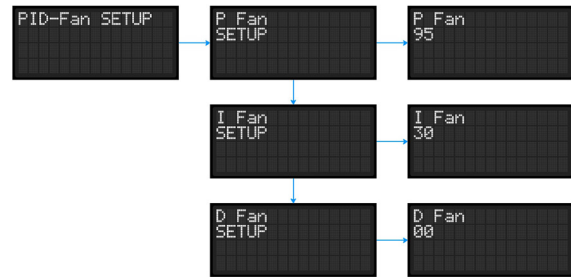 PID-Fan SETUP
P Fan
SETUP
P Fan
95
I Fan
SETUP
I Fan
30
D Fan
SETUP
D Fan
00